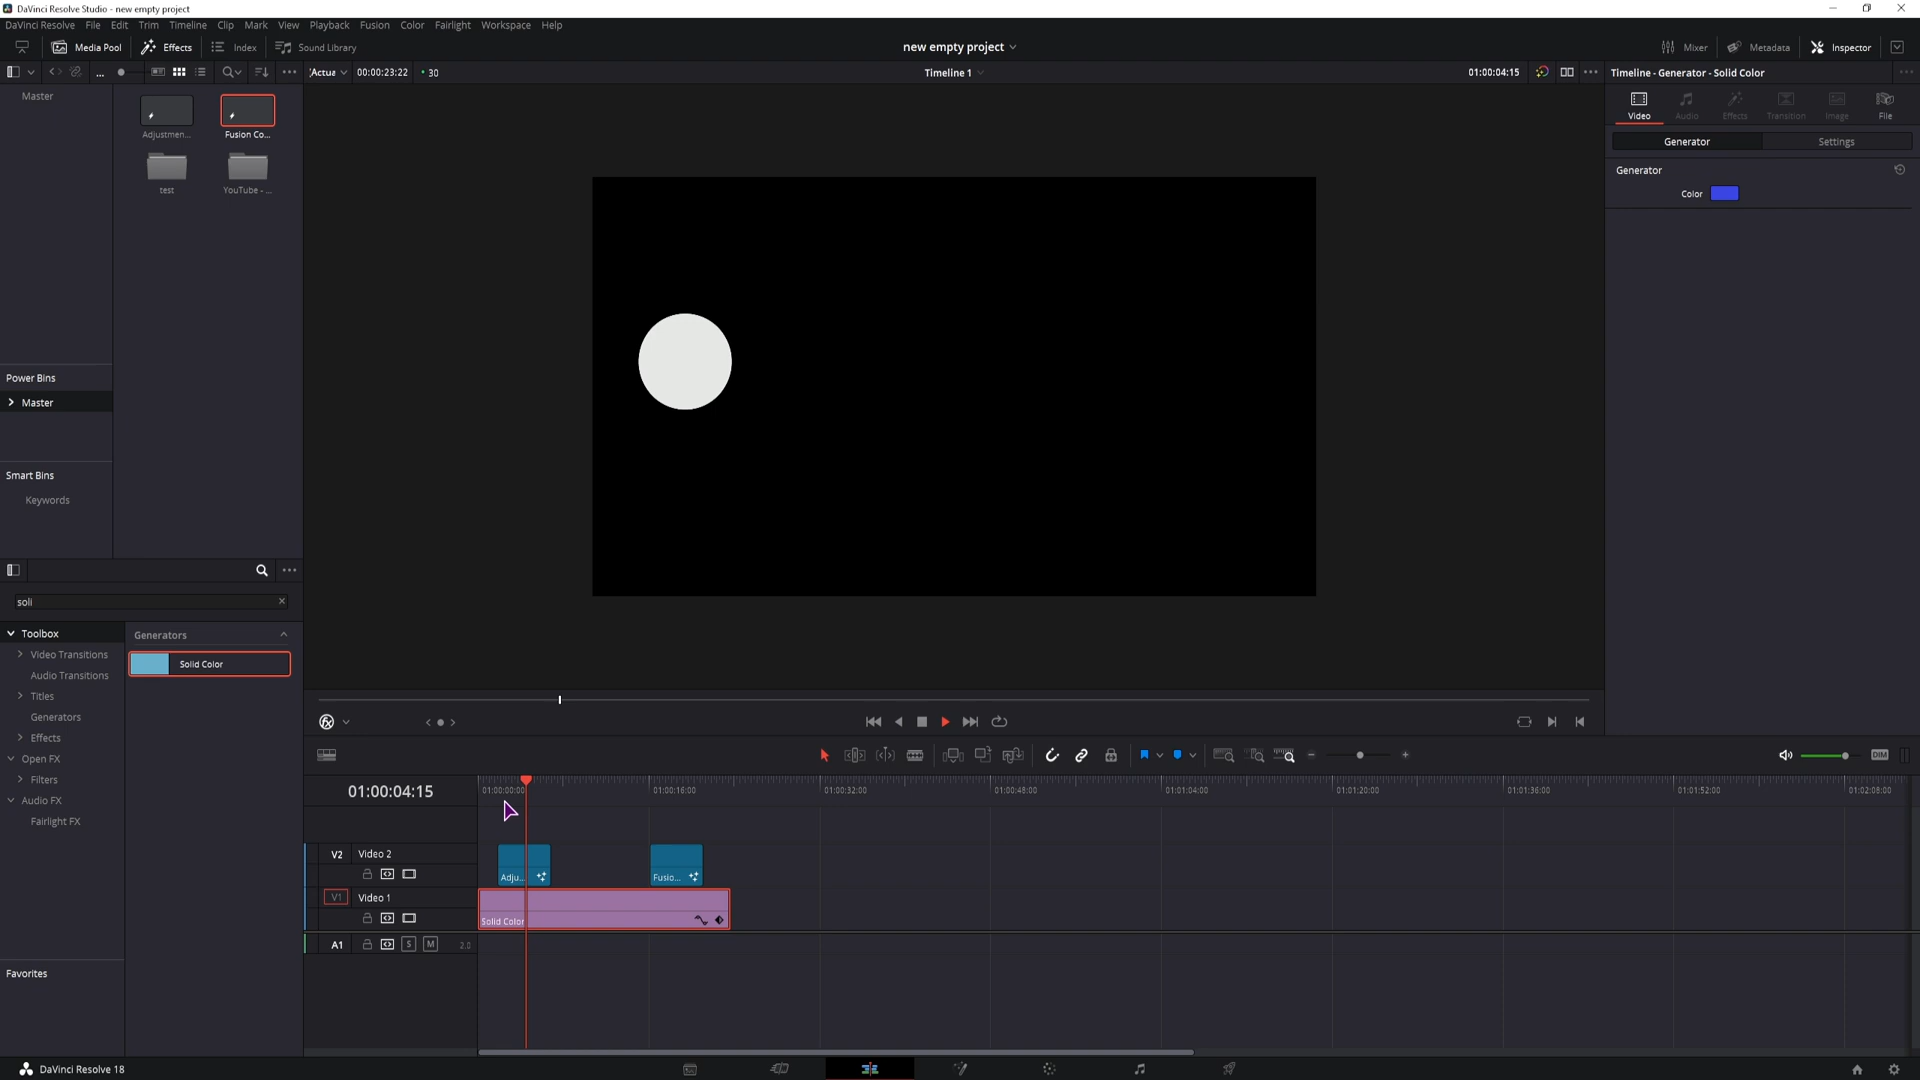 DaVinci Resolve Studio - new empty project
DaVinci Resolve File Edit Trim Timeline Clip Mark View Playback Fusion Color Fairlight Workspace Help
Media Pool Effects Index Sound Library
new empty project
Mixer Metadata Inspector
... Actua 00:00:23:22 30
Timeline 1
01:00:04:15
Timeline - Generator - Solid Color
Master
Adjustmen...
Fusion Co...
test
YouTube - ...
Video Audio Effects Transition Image File
Generator Settings
Generator
Color
Power Bins
Master
Smart Bins
Keywords
soli
Toolbox
Video Transitions
Audio Transitions
Titles
Generators
Effects
Open FX
Filters
Audio FX
Fairlight FX
Favorites
Generators
Solid Color
DIM
01:00:04:15
01:00:00:00 01:00:16:00 01:00:32:00 01:00:48:00 01:01:04:00 01:01:20:00 01:01:36:00 01:01:52:00 01:02:08:00
V2 Video 2
Adju...
Fusio...
V1 Video 1
Solid Color
A1 S M 2.0
DaVinci Resolve 18